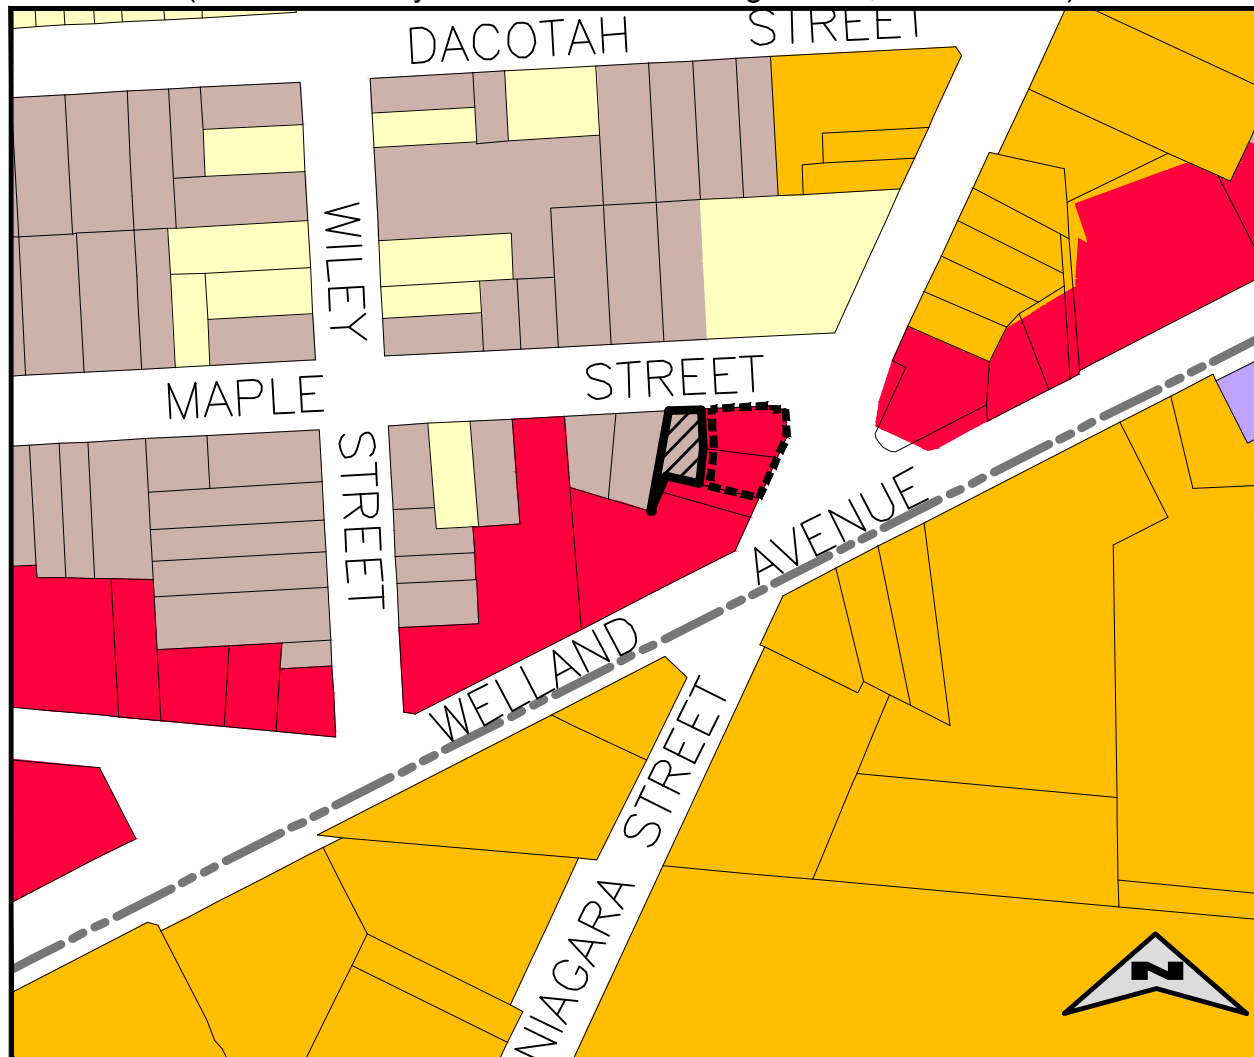 DACOTAH STREET
WILEY STREET
MAPLE STREET
WELLAND AVENUE
NIAGARA STREET
N